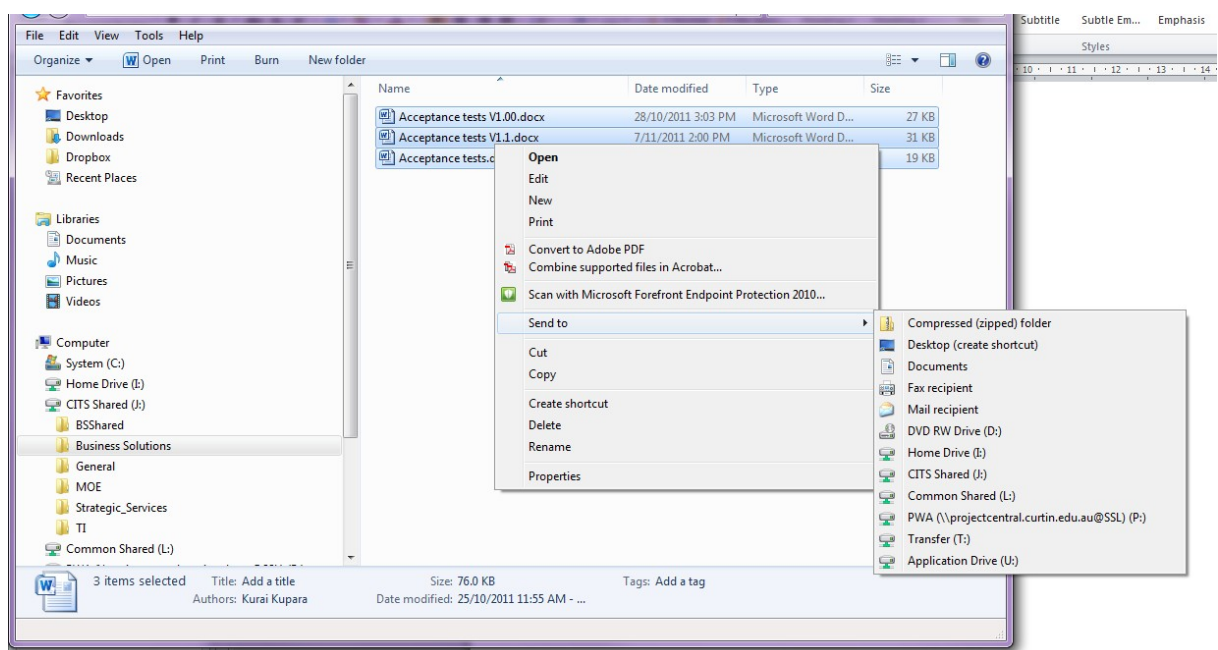 Subtitle Subtle Em... Emphasis
Styles
10 11 12 13 14
File Edit View Tools Help
Organize Open Print Burn New folder
Name Date modified Type Size
Acceptance tests V1.00.docx 28/10/2011 3:03 PM Microsoft Word D... 27 KB
Acceptance tests V1.1.docx 7/11/2011 2:00 PM Microsoft Word D... 31 KB
Acceptance tests.d 19 KB
Favorites
Desktop
Downloads
Dropbox
Recent Places
Libraries
Documents
Music
Pictures
Videos
Computer
System (C:)
Home Drive (I:)
CITS Shared (J:)
BSShared
Business Solutions
General
MOE
Strategic_Services
TI
Common Shared (L:)
Open
Edit
New
Print
Convert to Adobe PDF
Combine supported files in Acrobat...
Scan with Microsoft Forefront Endpoint Protection 2010...
Send to
Cut
Copy
Create shortcut
Delete
Rename
Properties
Compressed (zipped) folder
Desktop (create shortcut)
Documents
Fax recipient
Mail recipient
DVD RW Drive (D:)
Home Drive (I:)
CITS Shared (J:)
Common Shared (L:)
PWA (\\projectcentral.curtin.edu.au@SSL) (P:)
Transfer (T:)
Application Drive (U:)
3 items selected Title: Add a title Size: 76.0 KB Tags: Add a tag
Authors: Kurai Kupara Date modified: 25/10/2011 11:55 AM - ...